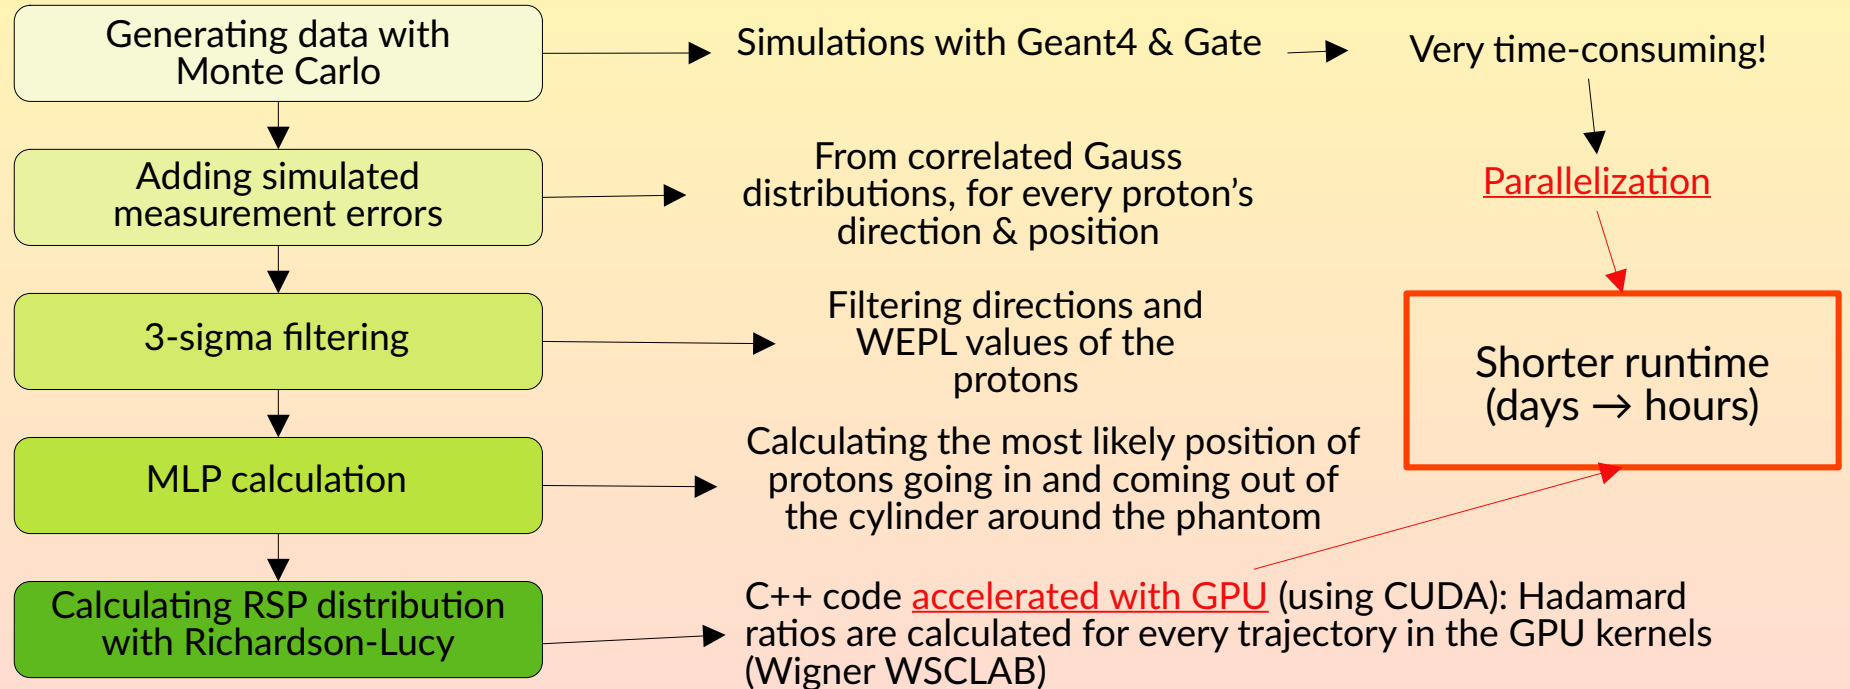 Generating data with
Monte Carlo
Simulations with Geant4 & Gate
Very time-consuming!
Adding simulated
measurement errors
From correlated Gauss
distributions, for every proton’s
direction & position
Parallelization
3-sigma filtering
Filtering directions and
WEPL values of the
protons
Shorter runtime
(days → hours)
MLP calculation
Calculating the most likely position of
protons going in and coming out of
the cylinder around the phantom
Calculating RSP distribution
with Richardson-Lucy
C++ code accelerated with GPU (using CUDA): Hadamard
ratios are calculated for every trajectory in the GPU kernels
(Wigner WSCLAB)